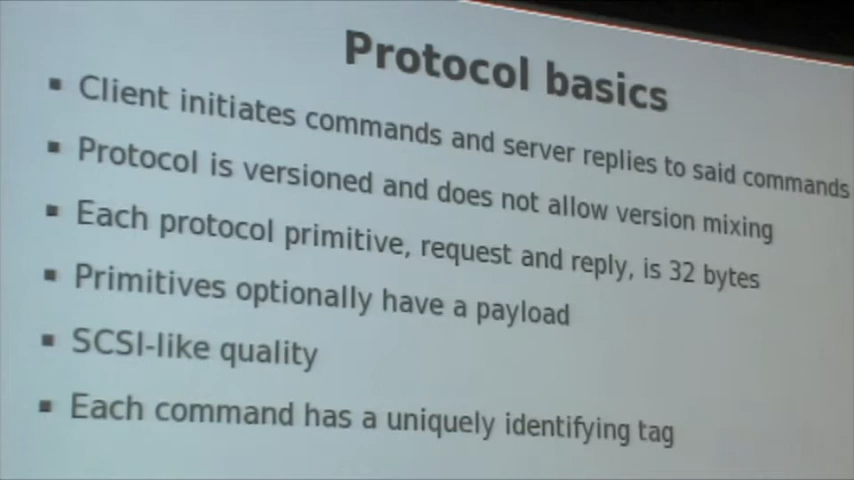 Protocol basics
▪ Client initiates commands and server replies to said commands
▪ Protocol is versioned and does not allow version mixing
▪ Each protocol primitive, request and reply, is 32 bytes
▪ Primitives optionally have a payload
▪ SCSI-like quality
▪ Each command has a uniquely identifying tag